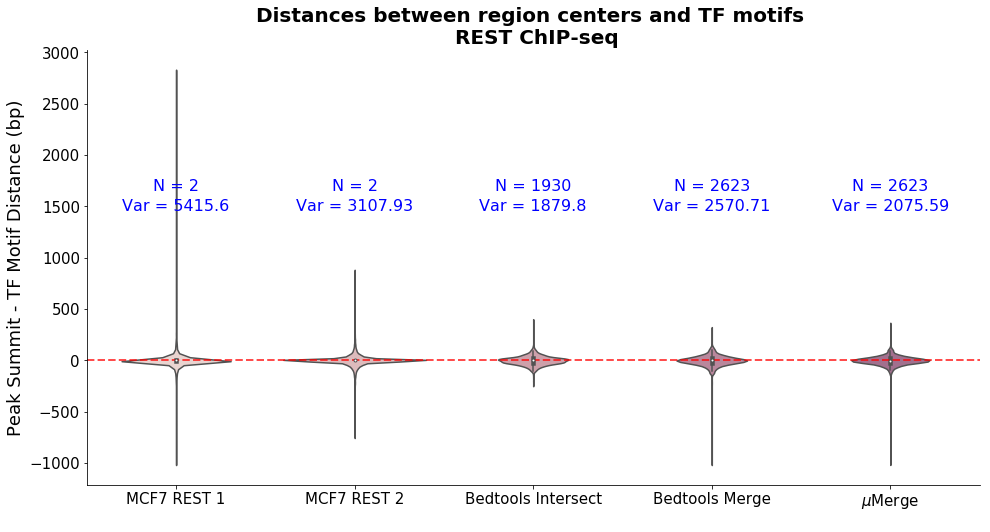 Distances between region centers and TF motifs
REST ChIP-seq
Peak Summit - TF Motif Distance (bp)
3000
2500
2000
1500
1000
500
0
−500
−1000
N = 2
Var = 5415.6
N = 2
Var = 3107.93
N = 1930
Var = 1879.8
N = 2623
Var = 2570.71
N = 2623
Var = 2075.59
MCF7 REST 1
MCF7 REST 2
Bedtools Intersect
Bedtools Merge
μMerge